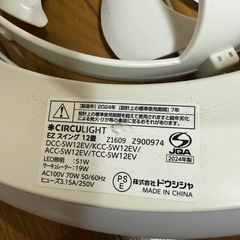 【製造年】2024年【設計上の標準使用期間】7年
設計上の標準使用期間を超えて使用されますと、
経年劣化による発火・けが等の事故に
至るおそれがあります。
CIRCULIGHT
EZ スイング 12畳 Z1609 Z900974
DCC-SW12EV/KCC-SW12EV
ACC-SW12EV/TCC-SW12EV
LED照明：51W
サーキュレーター：19W
AC100V 70W 50/60Hz
ヒューズ3.15A/250V
PS
E
株式会社ドウシシャ
MADE IN CHINA
SG
JQA
2024年製